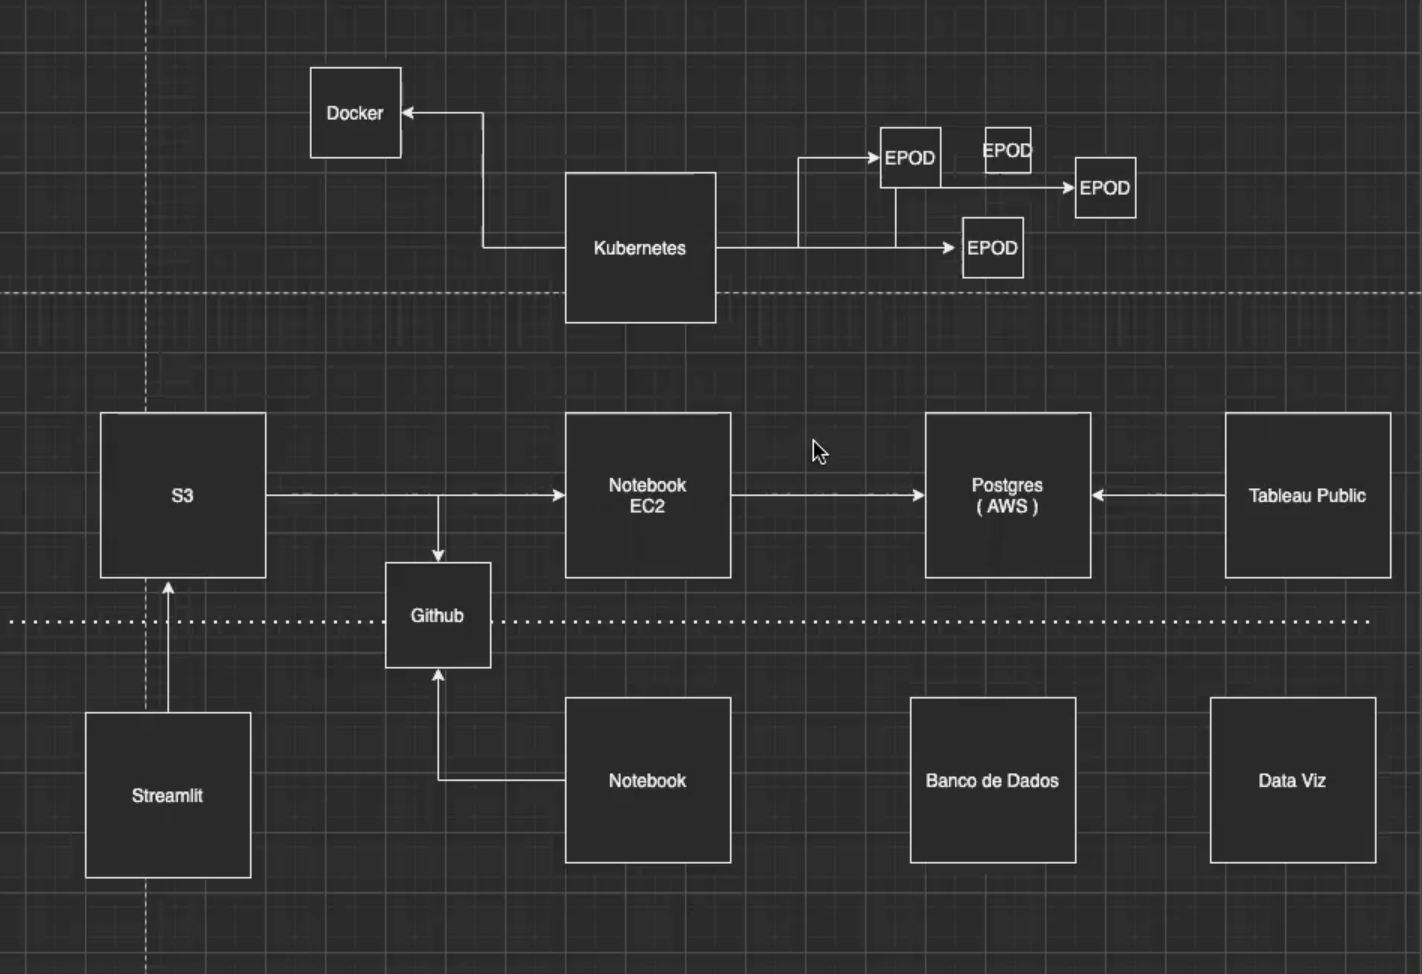 Docker
EPOD
EPOD
EPOD
Kubernetes
EPOD
S3
Notebook
EC2
Postgres
( AWS )
Tableau Public
Github
Streamlit
Notebook
Banco de Dados
Data Viz